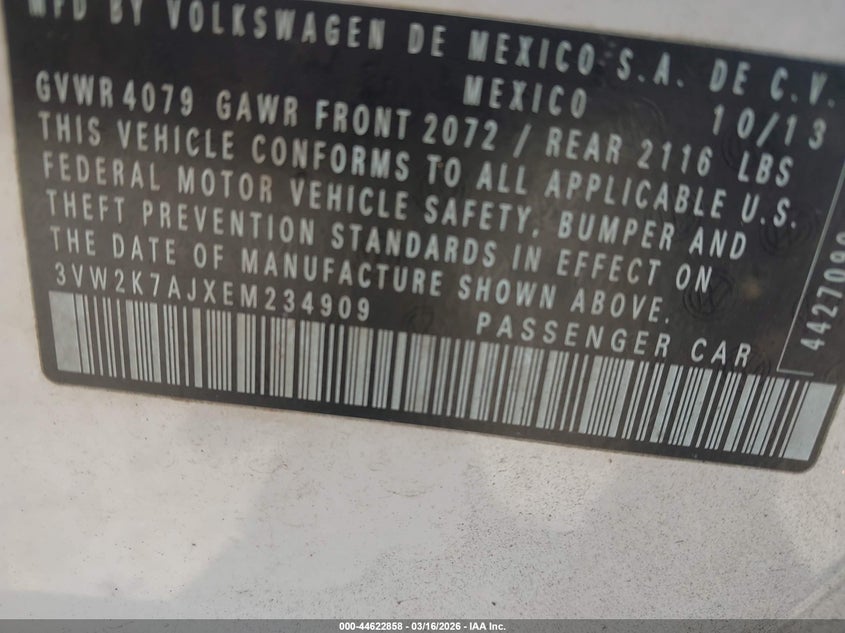 MFD BY VOLKSWAGEN DE MEXICO S.A. DE C.V.
MEXICO 10/13
GVWR 4079 GAWR FRONT 2072 / REAR 2116 LBS
THIS VEHICLE CONFORMS TO ALL APPLICABLE U.S.
FEDERAL MOTOR VEHICLE SAFETY, BUMPER AND
THEFT PREVENTION STANDARDS IN EFFECT ON
THE DATE OF MANUFACTURE SHOWN ABOVE.
3VW2K7AJXEM234909 PASSENGER CAR
000-44622858 - 03/16/2026 - IAA Inc.